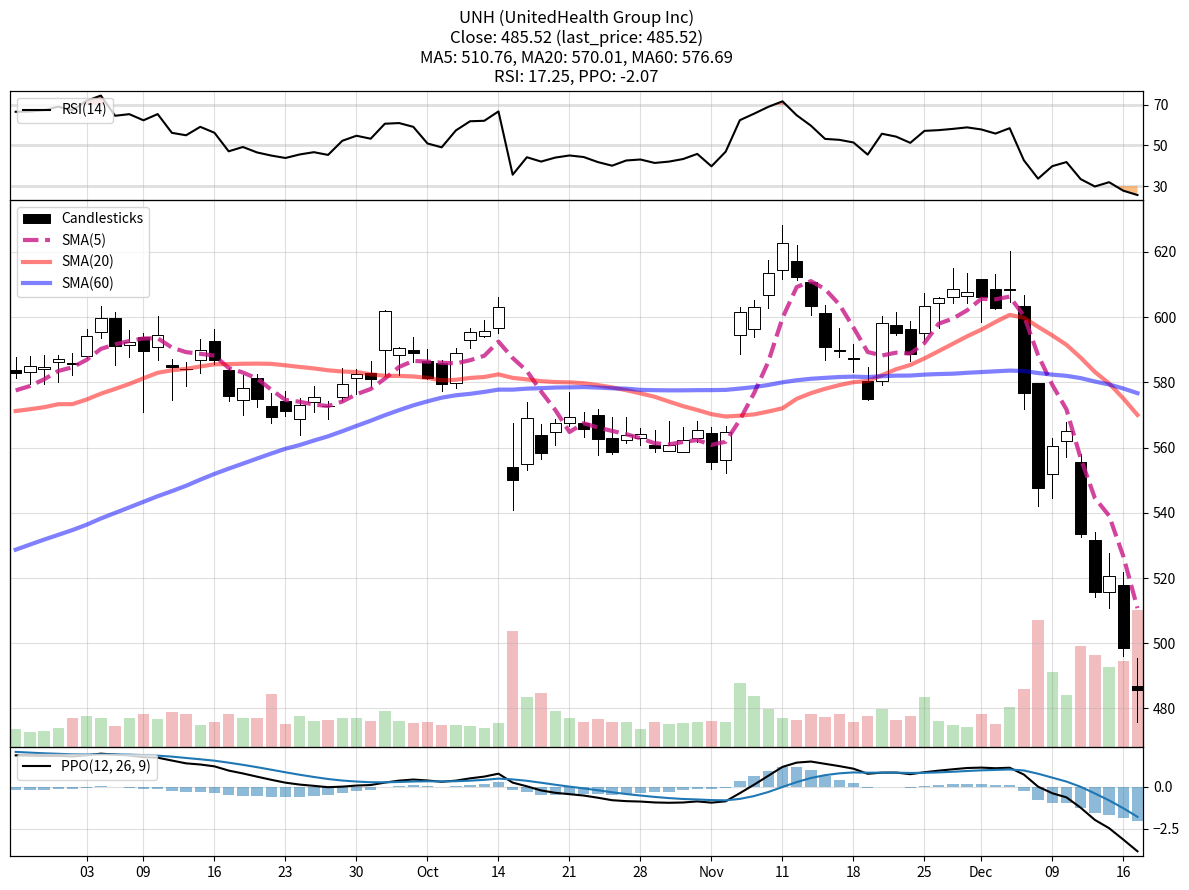 UNH (UnitedHealth Group Inc)
Close: 485.52 (last_price: 485.52)
MA5: 510.76, MA20: 570.01, MA60: 576.69
RSI: 17.25, PPO: -2.07
RSI(14)
70
50
30
Candlesticks
SMA(5)
SMA(20)
SMA(60)
620
600
580
560
540
520
500
480
PPO(12, 26, 9)
0.0
−2.5
03 09 16 23 30 Oct 14 21 28 Nov 11 18 25 Dec 09 16